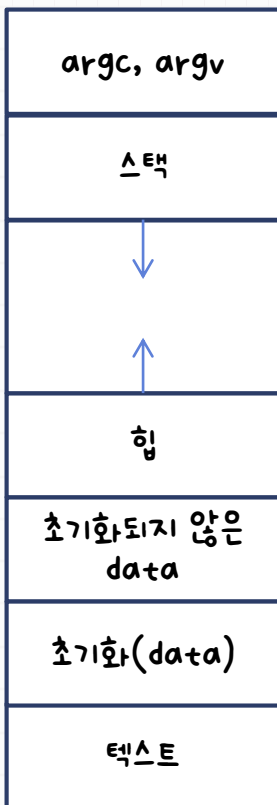 argc, argv
스택
힙
초기화되지 않은
data
초기화(data)
텍스트